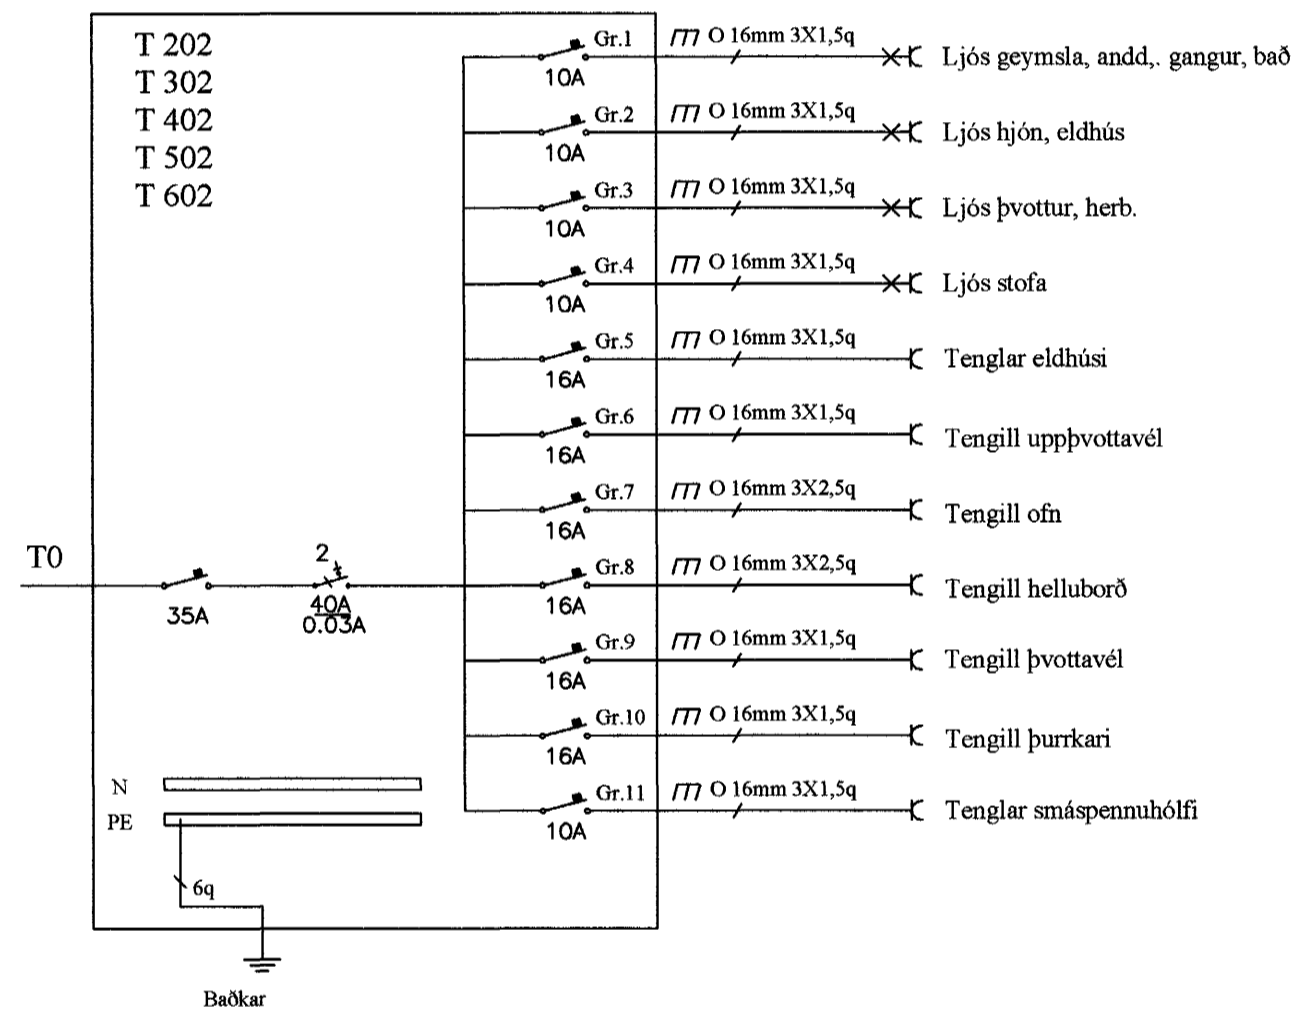 T 202
T 302
T 402
T 502
T 602
Gr.1 O 16mm 3X1,5q Ljós geymsla, andd,. gangur, bað
10A
Gr.2 O 16mm 3X1,5q Ljós hjón, eldhús
10A
Gr.3 O 16mm 3X1,5q Ljós þvottur, herb.
10A
Gr.4 O 16mm 3X1,5q Ljós stofa
10A
Gr.5 O 16mm 3X1,5q Tenglar eldhúsi
16A
Gr.6 O 16mm 3X1,5q Tengill uppþvottavél
16A
Gr.7 O 16mm 3X2,5q Tengill ofn
16A
T0
35A
2
40A
0.03A
Gr.8 O 16mm 3X2,5q Tengill helluborð
16A
Gr.9 O 16mm 3X1,5q Tengill þvottavél
16A
Gr.10 O 16mm 3X1,5q Tengill þurrkari
16A
Gr.11 O 16mm 3X1,5q Tenglar smáspennuhólfi
10A
N
PE
6q
Baðkar